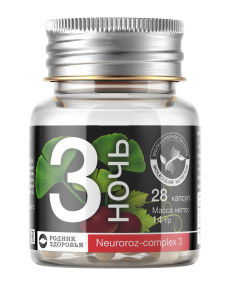 3
НОЧЬ
28 капсул
Масса нетто:
14 гр
РОДНИК
ЗДОРОВЬЯ
Neuroroz-complex 3